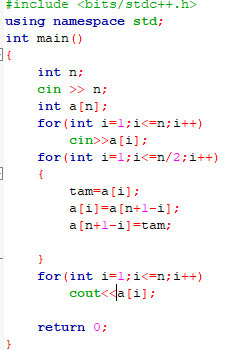 #include <bits/stdc++.h>
using namespace std;
int main()
{
    int n;
    cin >> n;
    int a[n];
    for(int i=1;i<=n;i++)
        cin>>a[i];
    for(int i=1;i<=n/2;i++)
    {
        tam=a[i];
        a[i]=a[n+1-i];
        a[n+1-i]=tam;
    }
    for(int i=1;i<=n;i++)
        cout<<a[i];
    return 0;
}